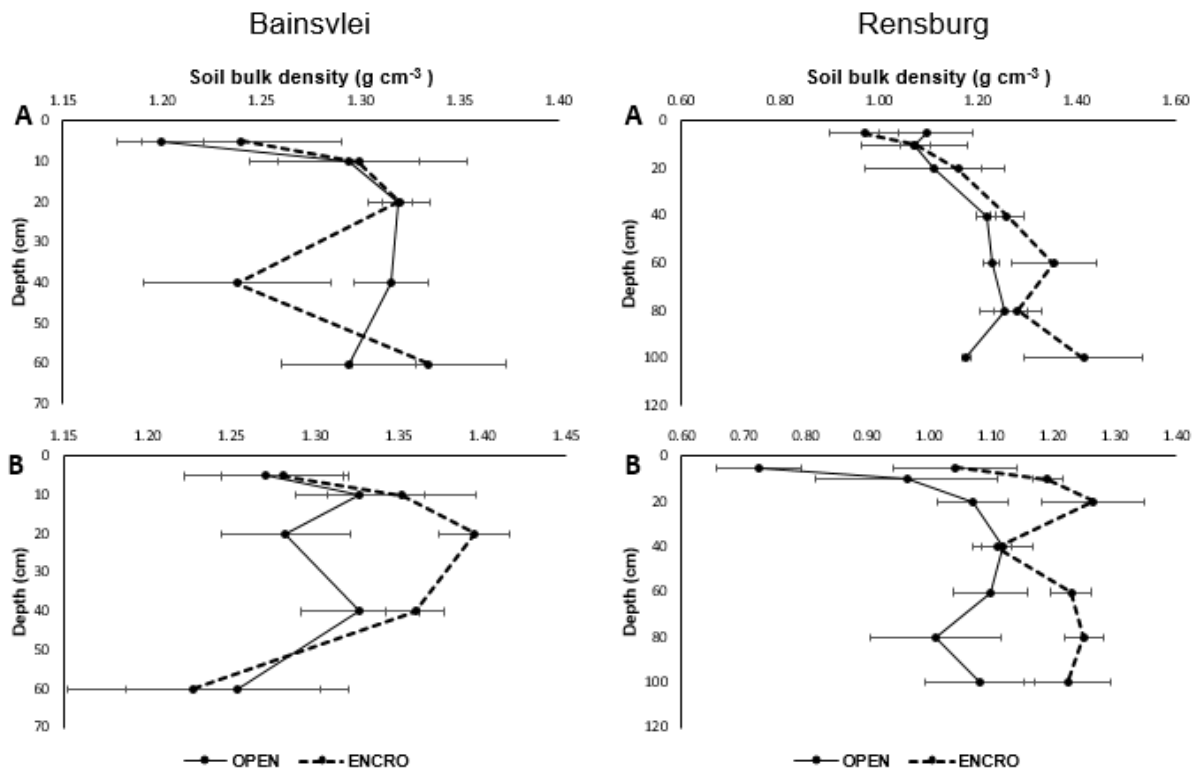 Bainsvlei
Rensburg
Soil bulk density (g cm-3 )
1.15 1.20 1.25 1.30 1.35 1.40
A
0
10
20
30
40
50
60
70
Depth (cm)
Soil bulk density (g cm-3)
0.60 0.80 1.00 1.20 1.40 1.60
A
0
20
40
60
80
100
120
Depth (cm)
1.15 1.20 1.25 1.30 1.35 1.40 1.45
B
0
10
20
30
40
50
60
70
Depth (cm)
0.60 0.70 0.80 0.90 1.00 1.10 1.20 1.30 1.40
B
0
20
40
60
80
100
120
Depth (cm)
OPEN ENCRO
OPEN ENCRO